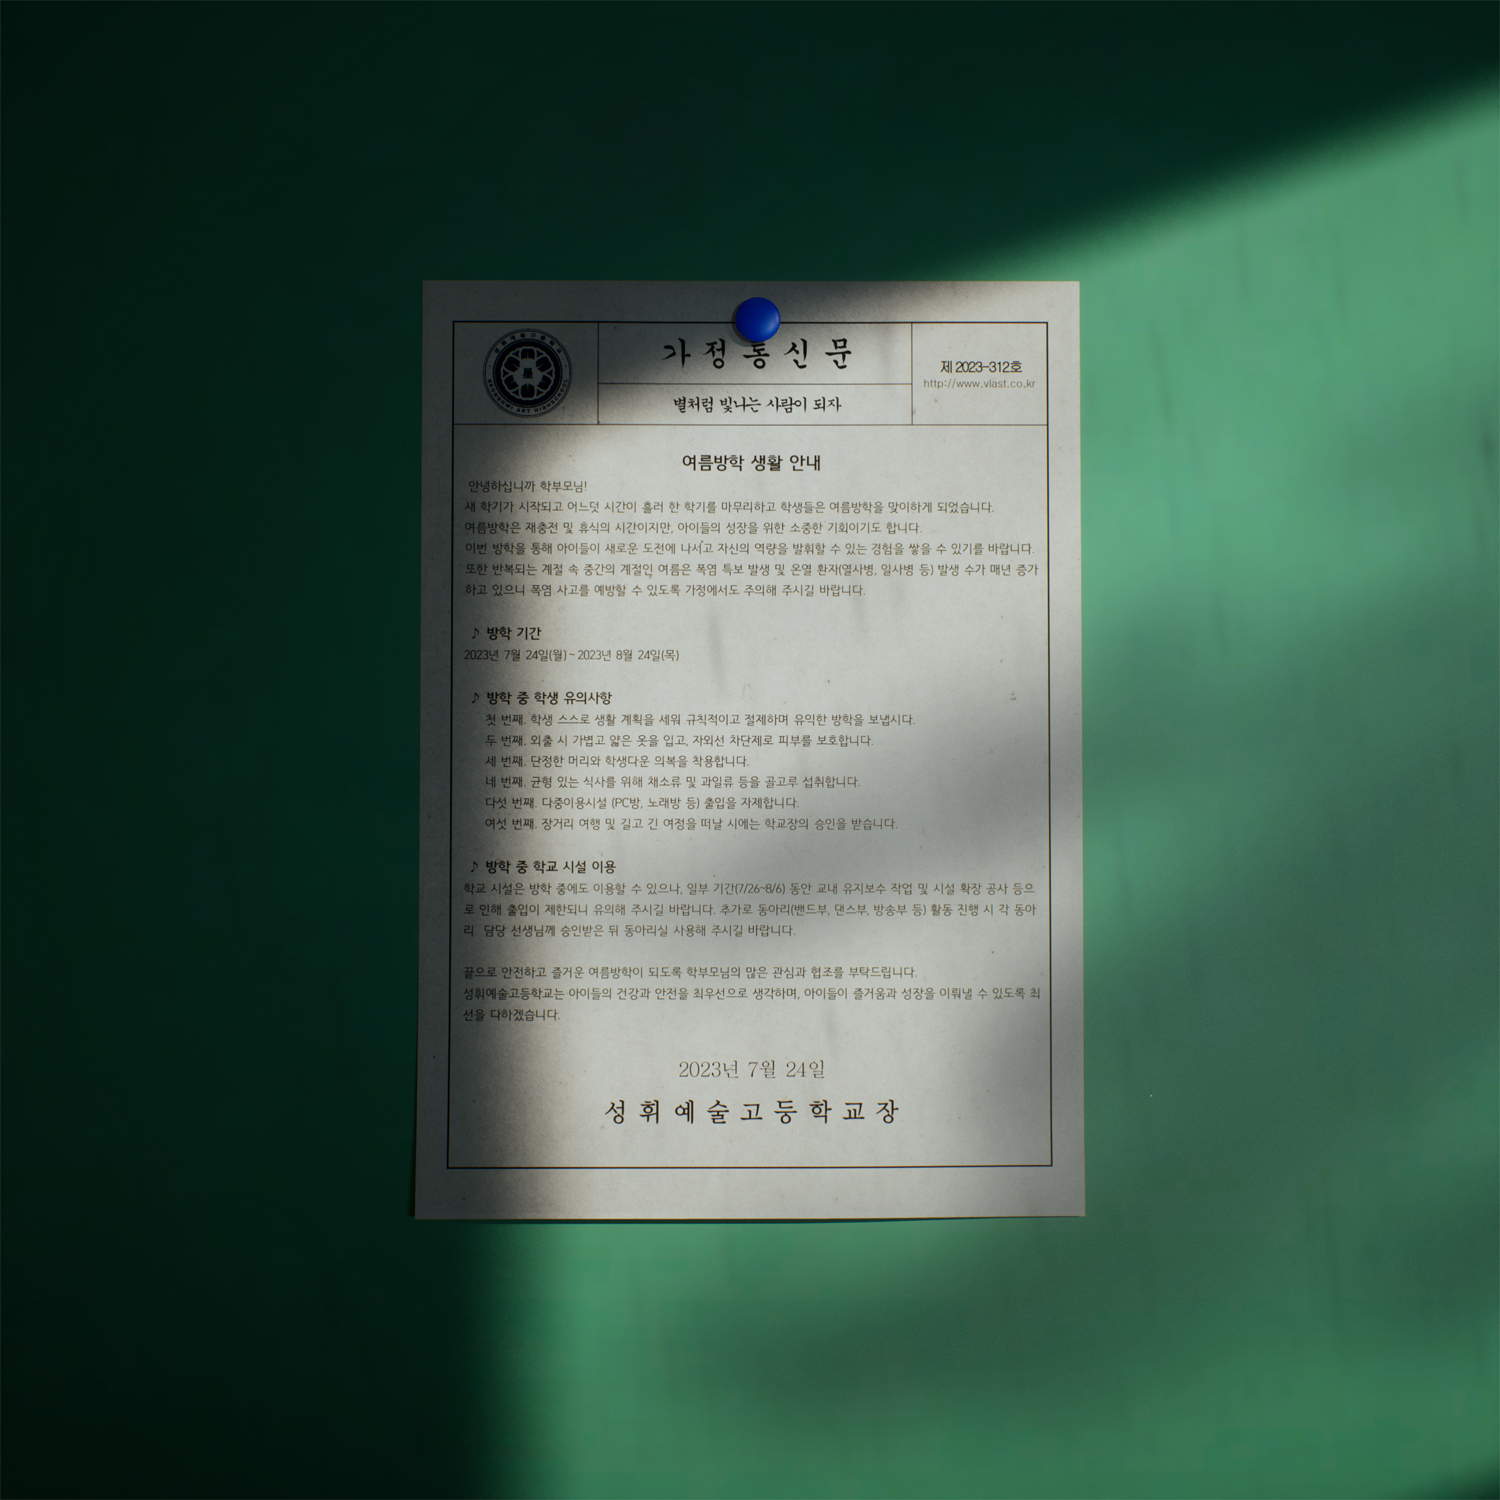 가정통신문
별처럼 빛나는 사람이 되자
제 2023-312호
http://www.vlast.co.kr
여름방학 생활 안내
안녕하십니까 학부모님!
새 학기가 시작되고 어느덧 시간이 흘러 한 학기를 마무리하고 학생들은 여름방학을 맞이하게 되었습니다.
여름방학은 재충전 및 휴식의 시간이지만, 아이들의 성장을 위한 소중한 기회이기도 합니다.
이번 방학을 통해 아이들이 새로운 도전에 나서고 자신의 역량을 발휘할 수 있는 경험을 쌓을 수 있기를 바랍니다.
또한 반복되는 계절 속 중간의 계절인 여름은 폭염 특보 발생 및 온열 환자(열사병, 일사병 등) 발생 수가 매년 증가
하고 있으니 폭염 사고를 예방할 수 있도록 가정에서도 주의해 주시길 바랍니다.
♪ 방학 기간
2023년 7월 24일(월) ~ 2023년 8월 24일(목)
♪ 방학 중 학생 유의사항
첫 번째. 학생 스스로 생활 계획을 세워 규칙적이고 절제하며 유익한 방학을 보냅시다.
두 번째. 외출 시 가볍고 얇은 옷을 입고, 자외선 차단제로 피부를 보호합니다.
세 번째. 단정한 머리와 학생다운 의복을 착용합니다.
네 번째. 균형 있는 식사를 위해 채소류 및 과일류 등을 골고루 섭취합니다.
다섯 번째. 다중이용시설 (PC방, 노래방 등) 출입을 자제합니다.
여섯 번째. 장거리 여행 및 길고 긴 여정을 떠날 시에는 학교장의 승인을 받습니다.
♪ 방학 중 학교 시설 이용
학교 시설은 방학 중에도 이용할 수 있으나, 일부 기간(7/26~8/6) 동안 교내 유지보수 작업 및 시설 확장 공사 등으
로 인해 출입이 제한되니 유의해 주시길 바랍니다. 추가로 동아리(밴드부, 댄스부, 방송부 등) 활동 진행 시 각 동아
리 담당 선생님께 승인받은 뒤 동아리실 사용해 주시길 바랍니다.
끝으로 안전하고 즐거운 여름방학이 되도록 학부모님의 많은 관심과 협조를 부탁드립니다.
성휘예술고등학교는 아이들의 건강과 안전을 최우선으로 생각하며, 아이들이 즐거움과 성장을 이뤄낼 수 있도록 최
선을 다하겠습니다.
2023년 7월 24일
성휘예술고등학교장